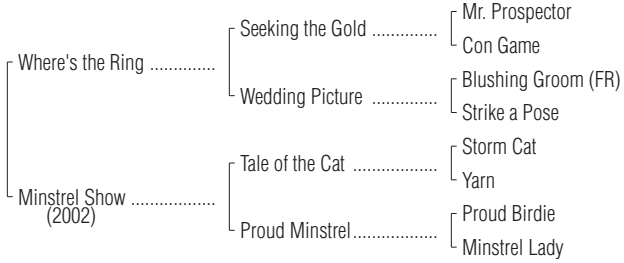 Mr. Prospector
Seeking the Gold ..............
Con Game
Where's the Ring ..............
Blushing Groom (FR)
Wedding Picture ..............
Strike a Pose
Storm Cat
Tale of the Cat ..................
Yarn
Minstrel Show ..................
(2002)
Proud Birdie
Proud Minstrel..................
Minstrel Lady